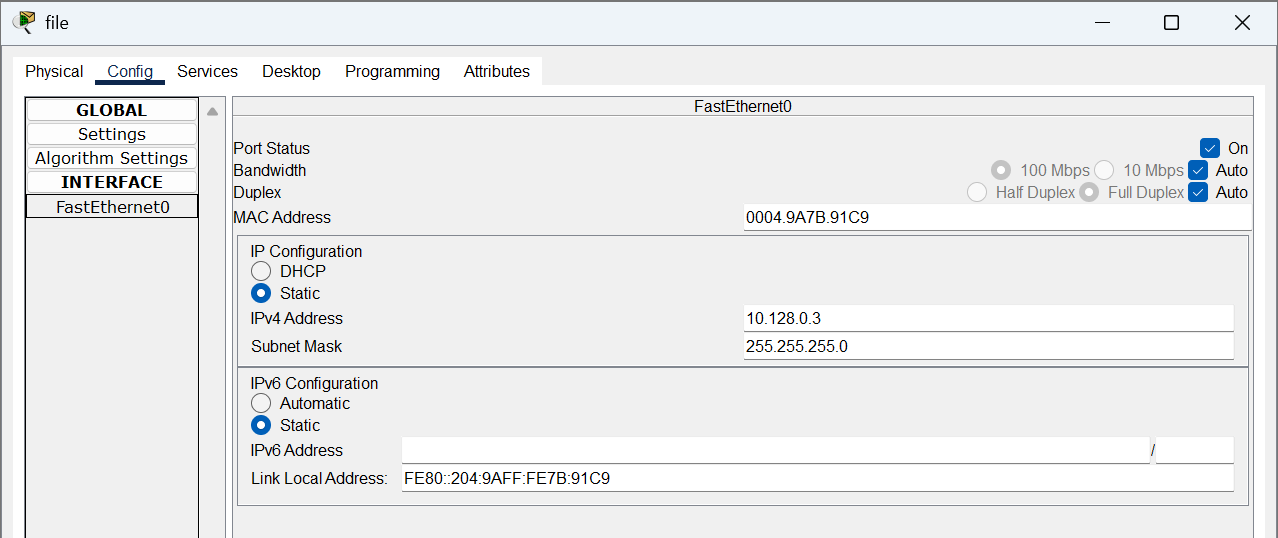 file
Physical Config Services Desktop Programming Attributes
GLOBAL
Settings
Algorithm Settings
INTERFACE
FastEthernet0
FastEthernet0
Port Status On
Bandwidth 100 Mbps 10 Mbps Auto
Duplex Half Duplex Full Duplex Auto
MAC Address 0004.9A7B.91C9
IP Configuration
DHCP
Static
IPv4 Address 10.128.0.3
Subnet Mask 255.255.255.0
IPv6 Configuration
Automatic
Static
IPv6 Address /
Link Local Address: FE80::204:9AFF:FE7B:91C9